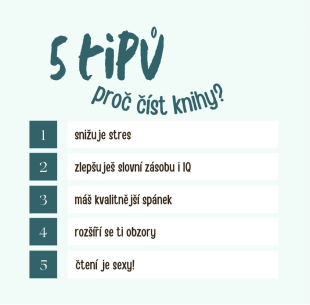 5 tipů
proč číst knihy?
1 snižuje stres
2 zlepšuješ slovní zásobu i IQ
3 máš kvalitnější spánek
4 rozšíří se ti obzory
5 čtení je sexy!